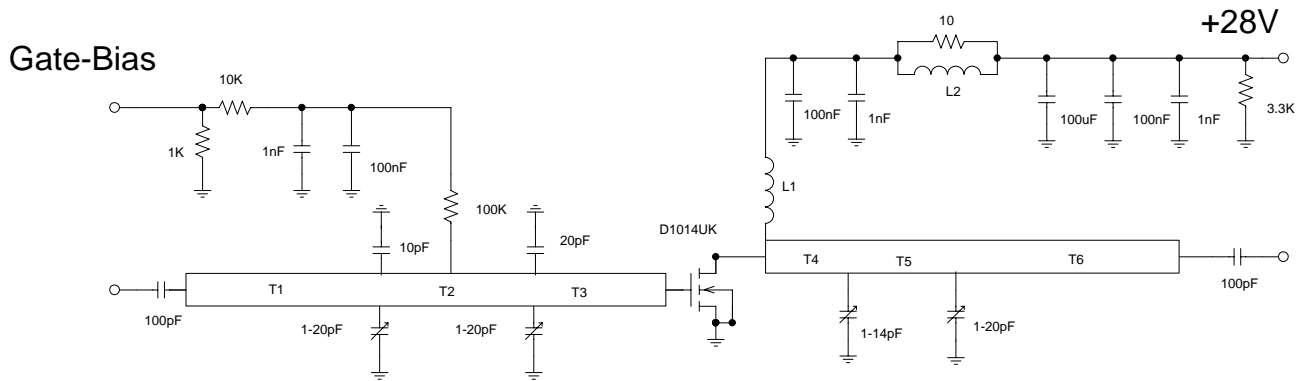 10
+28V
Gate-Bias
10K
L2
100nF
1nF
100uF
100nF
1nF
3.3K
1K
1nF
100nF
L1
100K
D1014UK
10pF
20pF
T1
T2
T3
T4
T5
T6
100pF
100pF
1-20pF
1-20pF
1-14pF
1-20pF